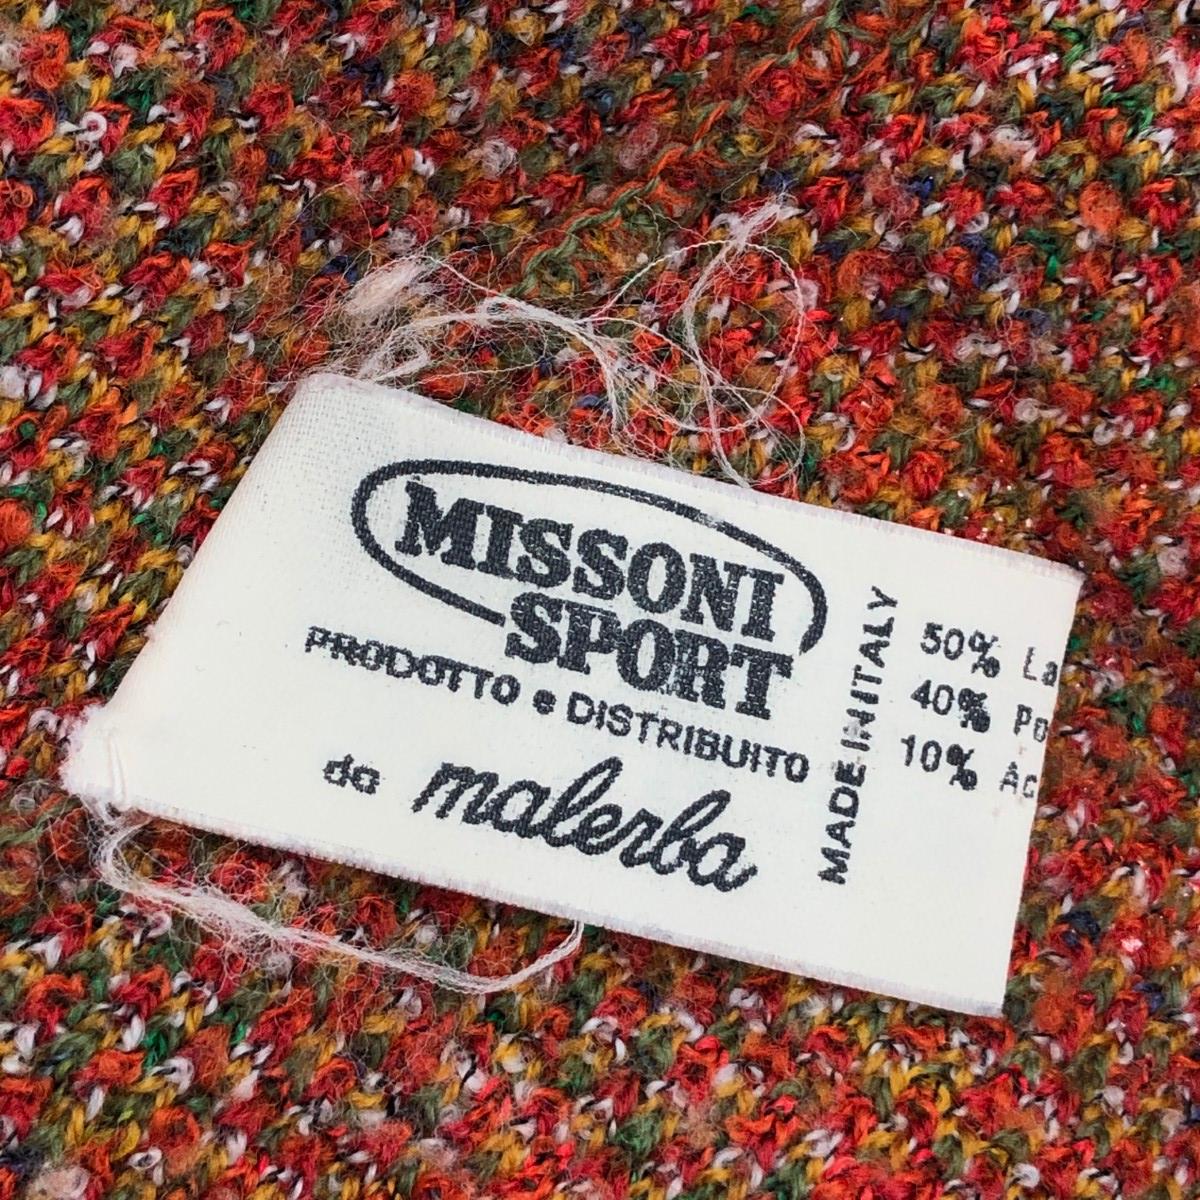 MISSONI
SPORT
PRODOTTO e DISTRIBUITO
da malerba
MADE IN ITALY
50% La
40% Po
10% Ac